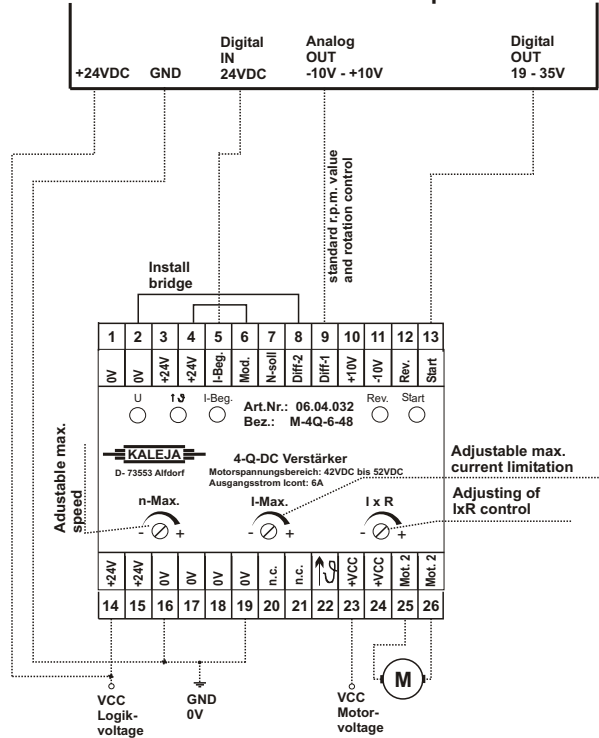 +24VDC
GND
Digital
IN
24VDC
Analog
OUT
-10V - +10V
Digital
OUT
19 - 35V
standard r.p.m. value
and rotation control
Install
bridge
1 2 3 4 5 6 7 8 9 10 11 12 13
0V 0V +24V +24V I-Beg. Mod. N-soll Diff-2 Diff-1 +10V -10V Rev. Start
U ↑ϑ I-Beg. Rev. Start
Art.Nr.: 06.04.032
Bez.: M-4Q-6-48
KALEJA
D- 73553 Alfdorf
4-Q-DC Verstärker
Motorspannungsbereich: 42VDC bis 52VDC
Ausgangsstrom Icont: 6A
Adustable max.
speed
Adjustable max.
current limitation
Adjusting of
IxR control
n-Max. I-Max. I x R
- + - + - +
+24V +24V 0V 0V 0V 0V n.c. n.c. ↑ϑ +VCC +VCC Mot. 2 Mot. 2
14 15 16 17 18 19 20 21 22 23 24 25 26
M
VCC
Logik-
voltage
GND
0V
VCC
Motor-
voltage